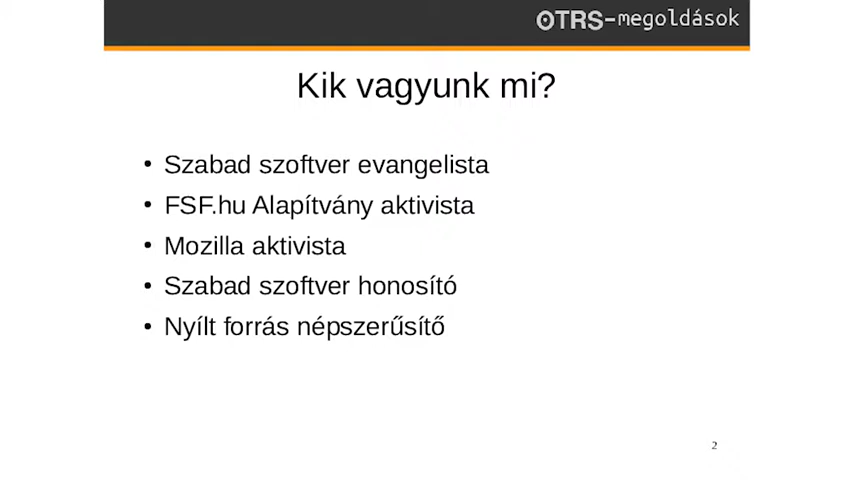 OTRS-megoldások
Kik vagyunk mi?
• Szabad szoftver evangelista
• FSF.hu Alapítvány aktivista
• Mozilla aktivista
• Szabad szoftver honosító
• Nyílt forrás népszerűsítő
2